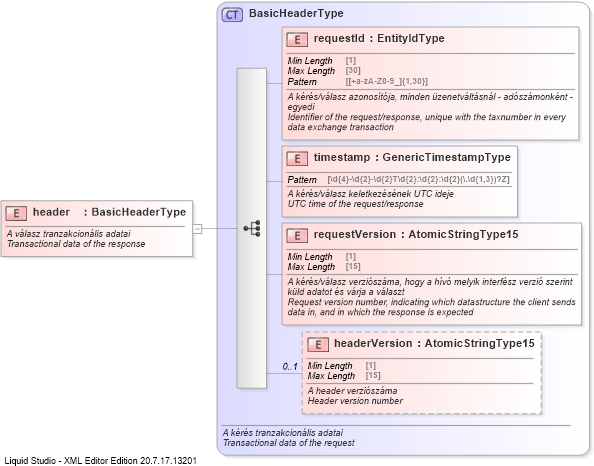 CT BasicHeaderType
E requestId : EntityIdType
Min Length [1]
Max Length [30]
Pattern [[+a-zA-Z0-9_]{1,30}]
A kérés/válasz azonosítója, minden üzenetváltásnál - adószámonként -
egyedi
Identifier of the request/response, unique with the taxnumber in every
data exchange transaction
E timestamp : GenericTimestampType
Pattern [\d{4}-\d{2}-\d{2}T\d{2}:\d{2}:\d{2}(\.\d{1,3})?Z]
A kérés/válasz keletkezésének UTC ideje
UTC time of the request/response
E header : BasicHeaderType
A válasz tranzakcionális adatai
Transactional data of the response
E requestVersion : AtomicStringType15
Min Length [1]
Max Length [15]
A kérés/válasz verziószáma, hogy a hívó melyik interfész verzió szerint
küld adatot és várja a választ
Request version number, indicating which datastructure the client sends
data in, and in which the response is expected
E headerVersion : AtomicStringType15
0..1
Min Length [1]
Max Length [15]
A header verziószáma
Header version number
A kérés tranzakcionális adatai
Transactional data of the request
Liquid Studio - XML Editor Edition 20.7.17.13201